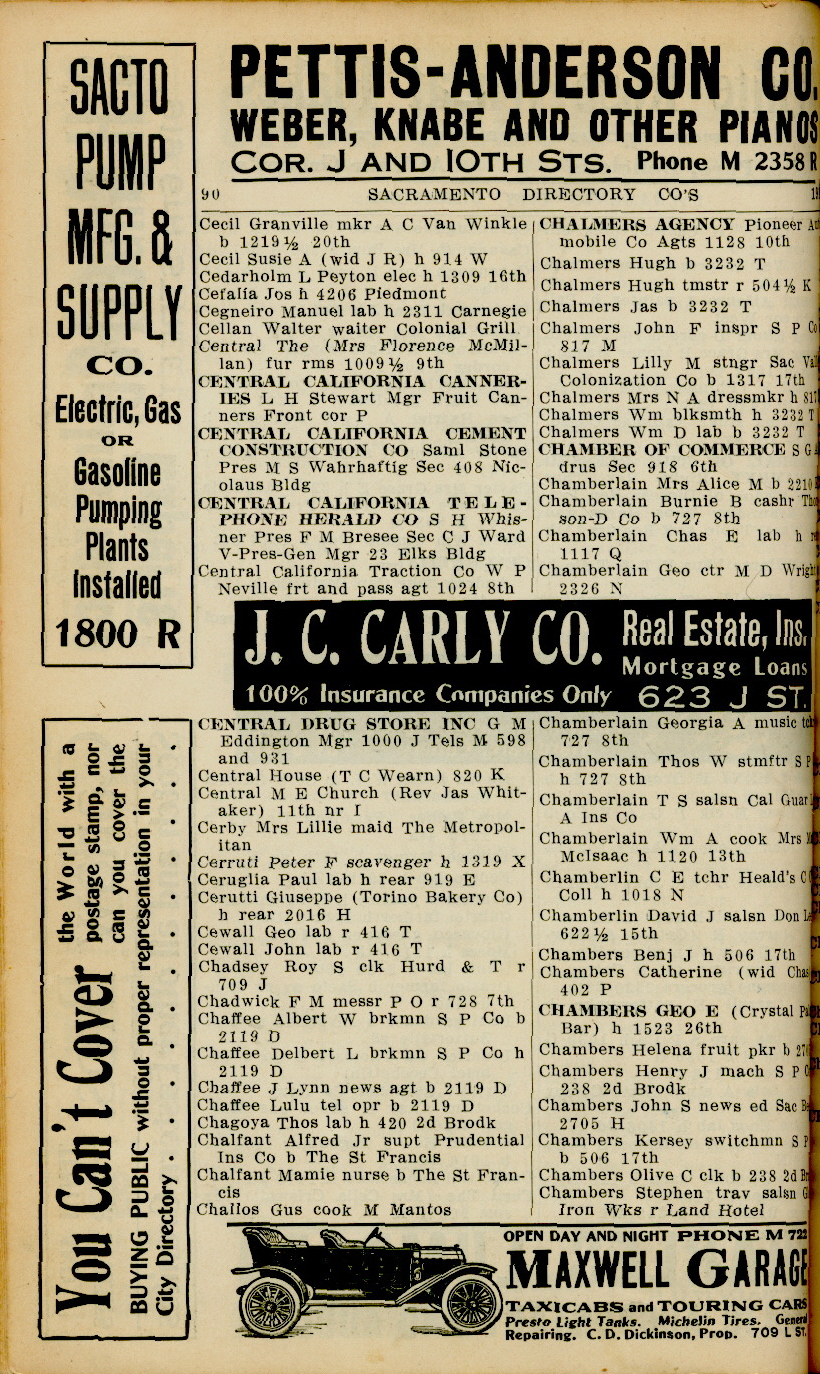 PETTIS-ANDERSON CO.
WEBER, KNABE AND OTHER PIANOS
COR. J AND 10TH STS. Phone M 2358 R
SACTO
PUMP
MFG. &
SUPPLY
CO.
Electric, Gas
OR
Gasoline
Pumping
Plants
Installed
1800 R
90 SACRAMENTO DIRECTORY CO'S
Cecil Granville mkr A C Van Winkle
b 1219½ 20th
Cecil Susie A (wid J R) h 914 W
Cedarholm L Peyton elec h 1309 16th
Cefalia Jos h 4206 Piedmont
Cegneiro Manuel lab h 2311 Carnegie
Cellan Walter waiter Colonial Grill
Central The (Mrs Florence McMil-
lan) fur rms 1009½ 9th
CENTRAL CALIFORNIA CANNER-
IES L H Stewart Mgr Fruit Can-
ners Front cor P
CENTRAL CALIFORNIA CEMENT
CONSTRUCTION CO Saml Stone
Pres M S Wahrhaftig Sec 408 Nic-
olaus Bldg
CENTRAL CALIFORNIA TELE-
PHONE HERALD CO S H Whis-
ner Pres F M Bresee Sec C J Ward
V-Pres-Gen Mgr 23 Elks Bldg
Central California Traction Co W P
Neville frt and pass agt 1024 8th
CHALMERS AGENCY Pioneer
mobile Co Agts 1128 10th
Chalmers Hugh b 3232 T
Chalmers Hugh tmstr r 504½ K
Chalmers Jas b 3232 T
Chalmers John F inspr S P Co
817 M
Chalmers Lilly M stngr Sac
Colonization Co b 1317 17th
Chalmers Mrs N A dressmkr h 817
Chalmers Wm blksmth h 3232 T
Chalmers Wm D lab b 3232 T
CHAMBER OF COMMERCE S G
drus Sec 918 6th
Chamberlain Mrs Alice M b 2210
Chamberlain Burnie B cashr
son-D Co b 727 8th
Chamberlain Chas E lab h
1117 Q
Chamberlain Geo ctr M D Wright
2326 N
J. C. CARLY CO. Real Estate, Ins.
Mortgage Loans
100% Insurance Companies Only 623 J ST.
You Can't Cover the World with a
postage stamp, nor
can you cover the
BUYING PUBLIC without proper representation in your
City Directory . . . . . . . . .
CENTRAL DRUG STORE INC G M
Eddington Mgr 1000 J Tels M 598
and 931
Central House (T C Wearn) 820 K
Central M E Church (Rev Jas Whit-
aker) 11th nr I
Cerby Mrs Lillie maid The Metropol-
itan
Cerruti Peter F scavenger h 1319 X
Ceruglia Paul lab h rear 919 E
Cerutti Giuseppe (Torino Bakery Co)
h rear 2016 H
Cewall Geo lab r 416 T
Cewall John lab r 416 T
Chadsey Roy S clk Hurd & T r
709 J
Chadwick F M messr P O r 728 7th
Chaffee Albert W brkmn S P Co b
2119 D
Chaffee Delbert L brkmn S P Co h
2119 D
Chaffee J Lynn news agt b 2119 D
Chaffee Lulu tel opr b 2119 D
Chagoya Thos lab h 420 2d Brodk
Chalfant Alfred Jr supt Prudential
Ins Co b The St Francis
Chalfant Mamie nurse b The St Fran-
cis
Challos Gus cook M Mantos
Chamberlain Georgia A music
727 8th
Chamberlain Thos W stmftr S P
h 727 8th
Chamberlain T S salsn Cal Guar
A Ins Co
Chamberlain Wm A cook Mrs
McIsaac h 1120 13th
Chamberlin C E tchr Heald's
Coll h 1018 N
Chamberlin David J salsn Don
622½ 15th
Chambers Benj J h 506 17th
Chambers Catherine (wid Chas
402 P
CHAMBERS GEO E (Crystal
Bar) h 1523 26th
Chambers Helena fruit pkr b
Chambers Henry J mach S P
238 2d Brodk
Chambers John S news ed Sac
2705 H
Chambers Kersey switchmn S P
b 506 17th
Chambers Olive C clk b 238 2d
Chambers Stephen trav salsn
Iron Wks r Land Hotel
OPEN DAY AND NIGHT PHONE M 722
MAXWELL GARAGE
TAXICABS and TOURING CARS
Presto Light Tanks. Michelin Tires. General
Repairing. C. D. Dickinson, Prop. 709 L ST.